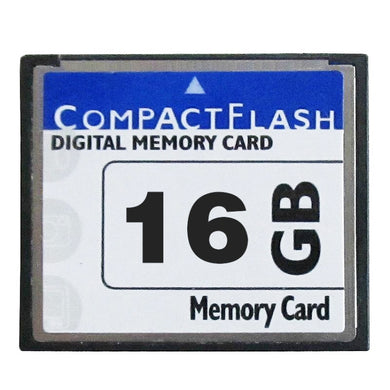 COMPACTFLASH
DIGITAL MEMORY CARD
16 GB
Memory Card